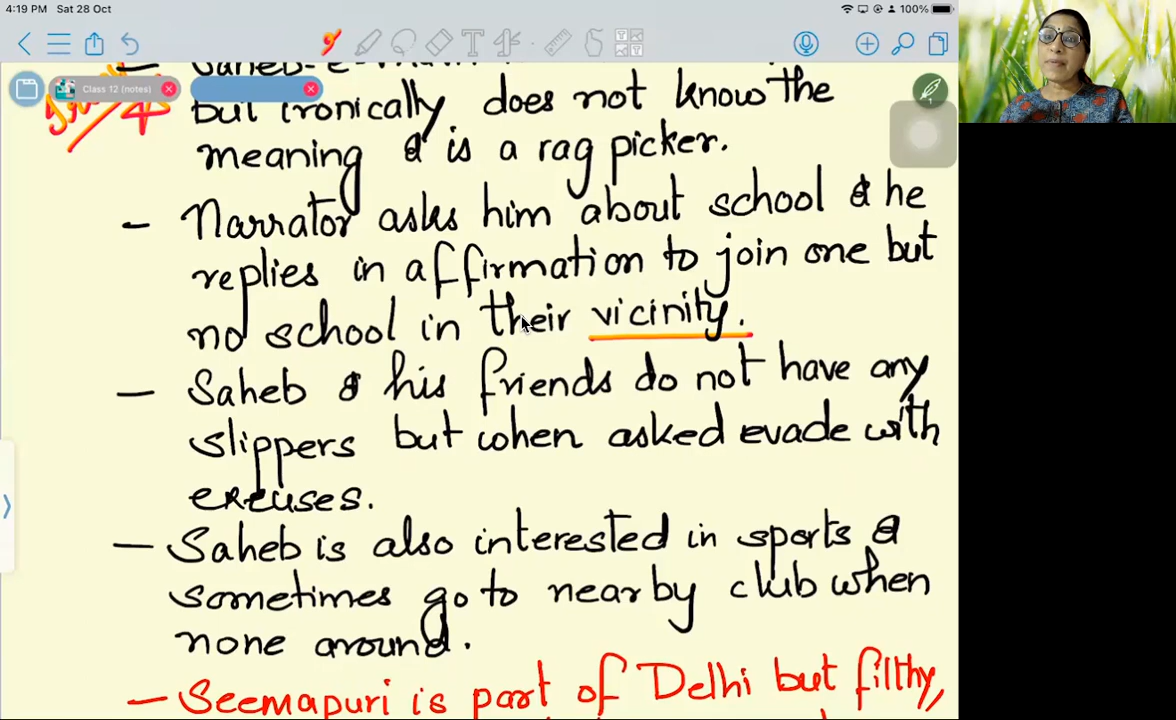 4:19 PM Sat 28 Oct
100%
Class 12 (notes)
but ironically does not know the
meaning & is a rag picker.
- Narrator asks him about school & he
replies in affirmation to join one but
no school in their vicinity.
- Saheb & his friends do not have any
slippers but when asked evade with
excuses.
- Saheb is also interested in sports &
sometimes go to near by club when
none around.
- Seemapuri is part of Delhi but filthy,